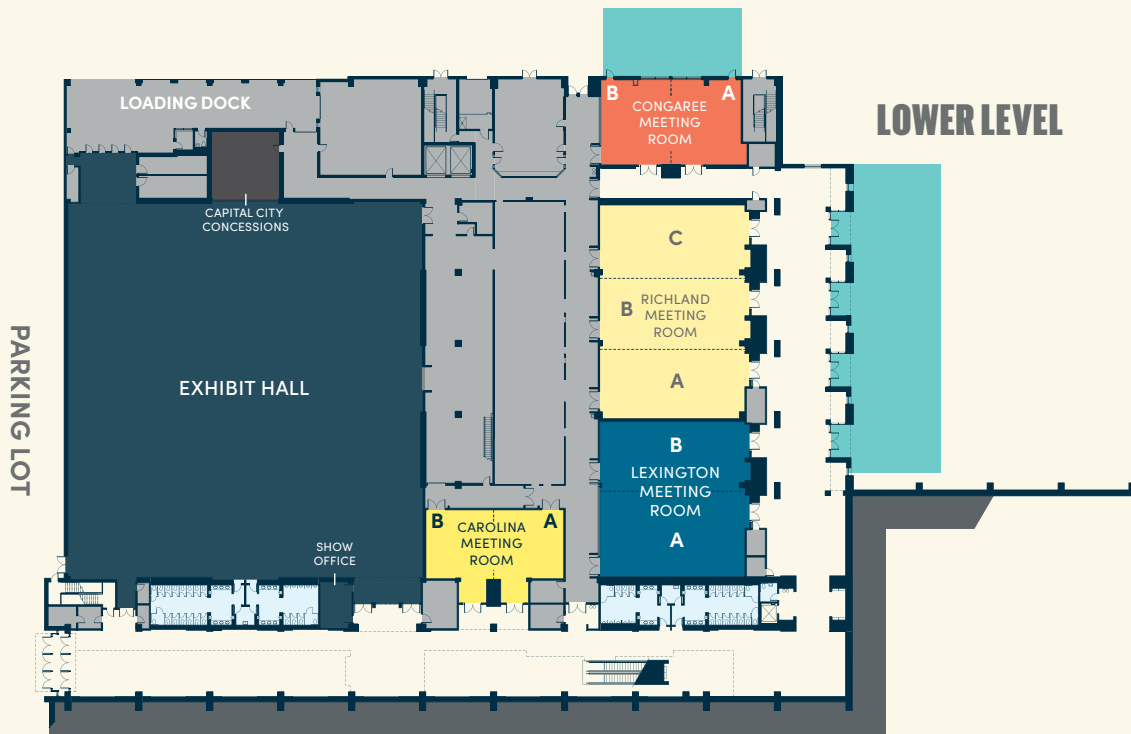 LOWER LEVEL
LOADING DOCK
B
A
CONGAREE
MEETING
ROOM
CAPITAL CITY
CONCESSIONS
C
B
RICHLAND
MEETING
ROOM
A
PARKING LOT
EXHIBIT HALL
B
LEXINGTON
MEETING
ROOM
A
B
A
CAROLINA
MEETING
ROOM
SHOW
OFFICE